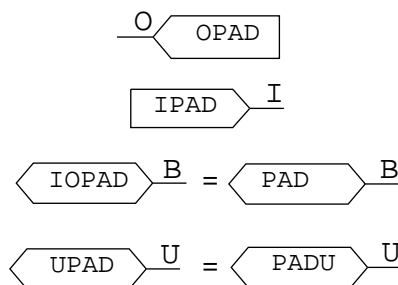 O OPAD
IPAD I
IOPAD B = PAD B
UPAD U = PADU U